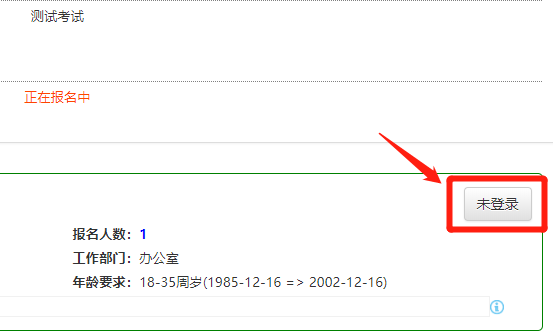 测试考试
正在报名中
未登录
报名人数：1
工作部门：办公室
年龄要求：18-35周岁(1985-12-16 => 2002-12-16)